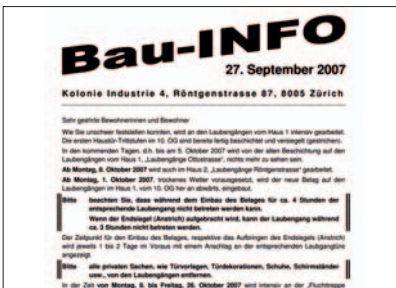 Bau-INFO
27. September 2007
Kolonie Industrie 4, Röntgenstrasse 87, 8005 Zürich
Sehr geehrte Bewohnerinnen und Bewohner
Wie Sie unschwer feststellen konnten, wird an den Laubengängen vom Haus 1 intensiv gearbeitet.
Die ersten Haustür-Trittstufen im 10. OG sind bereits fertig beschichtet und versiegelt (gestrichen).
In den kommenden Tagen, d.h. bis am 5. Oktober 2007 wird von der alten Beschichtung auf den
Laubengängen vom Haus 1, „Laubengänge Ottostrasse“, nichts mehr zu sehen sein.
Ab Montag, 8. Oktober 2007 wird auch im Haus 2, „Laubengänge Röntgenstrasse“ gearbeitet.
Ab Montag, 1. Oktober 2007, trockenes Weiter vorausgesetzt, wird der neue Belag auf den
Laubengängen im Haus 1, vom 10. OG her an abwärts, eingebaut.
Bitte beachten Sie, dass während dem Einbau des Belages für ca. 4 Stunden der
entsprechende Laubengang nicht betreten werden kann.
Wenn der Endsiegel (Anstrich) aufgebracht wird, kann der Laubengang während
ca. 3 Stunden nicht betreten werden.
Der Zeitpunkt für den Einbau des Belages, respektive das Aufbringen des Endsiegels (Anstrich)
wird jeweils 1 bis 2 Tage im Voraus mit einem Anschlag an der entsprechenden Laubgangtüre
angezeigt.
Bitte alle privaten Sachen, wie Türvorlagen, Türdekorationen, Schuhe, Schirmständer
usw., von den Laubengängen entfernen.
In der Zeit von Montag, 8. bis Freitag, 26. Oktober 2007 wird intensiv an der „Fluchttreppe